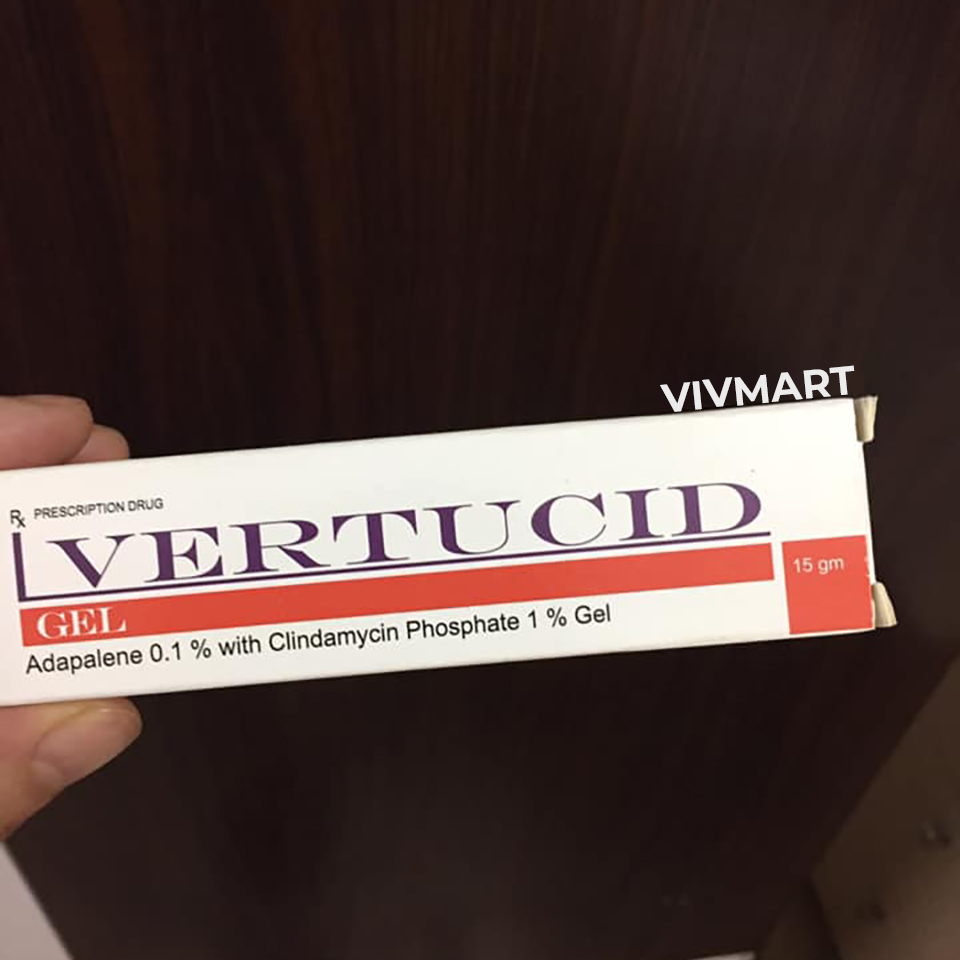 VIVMART
Rx PRESCRIPTION DRUG
VERTUCID
15 gm
GEL
Adapalene 0.1 % with Clindamycin Phosphate 1 % Gel